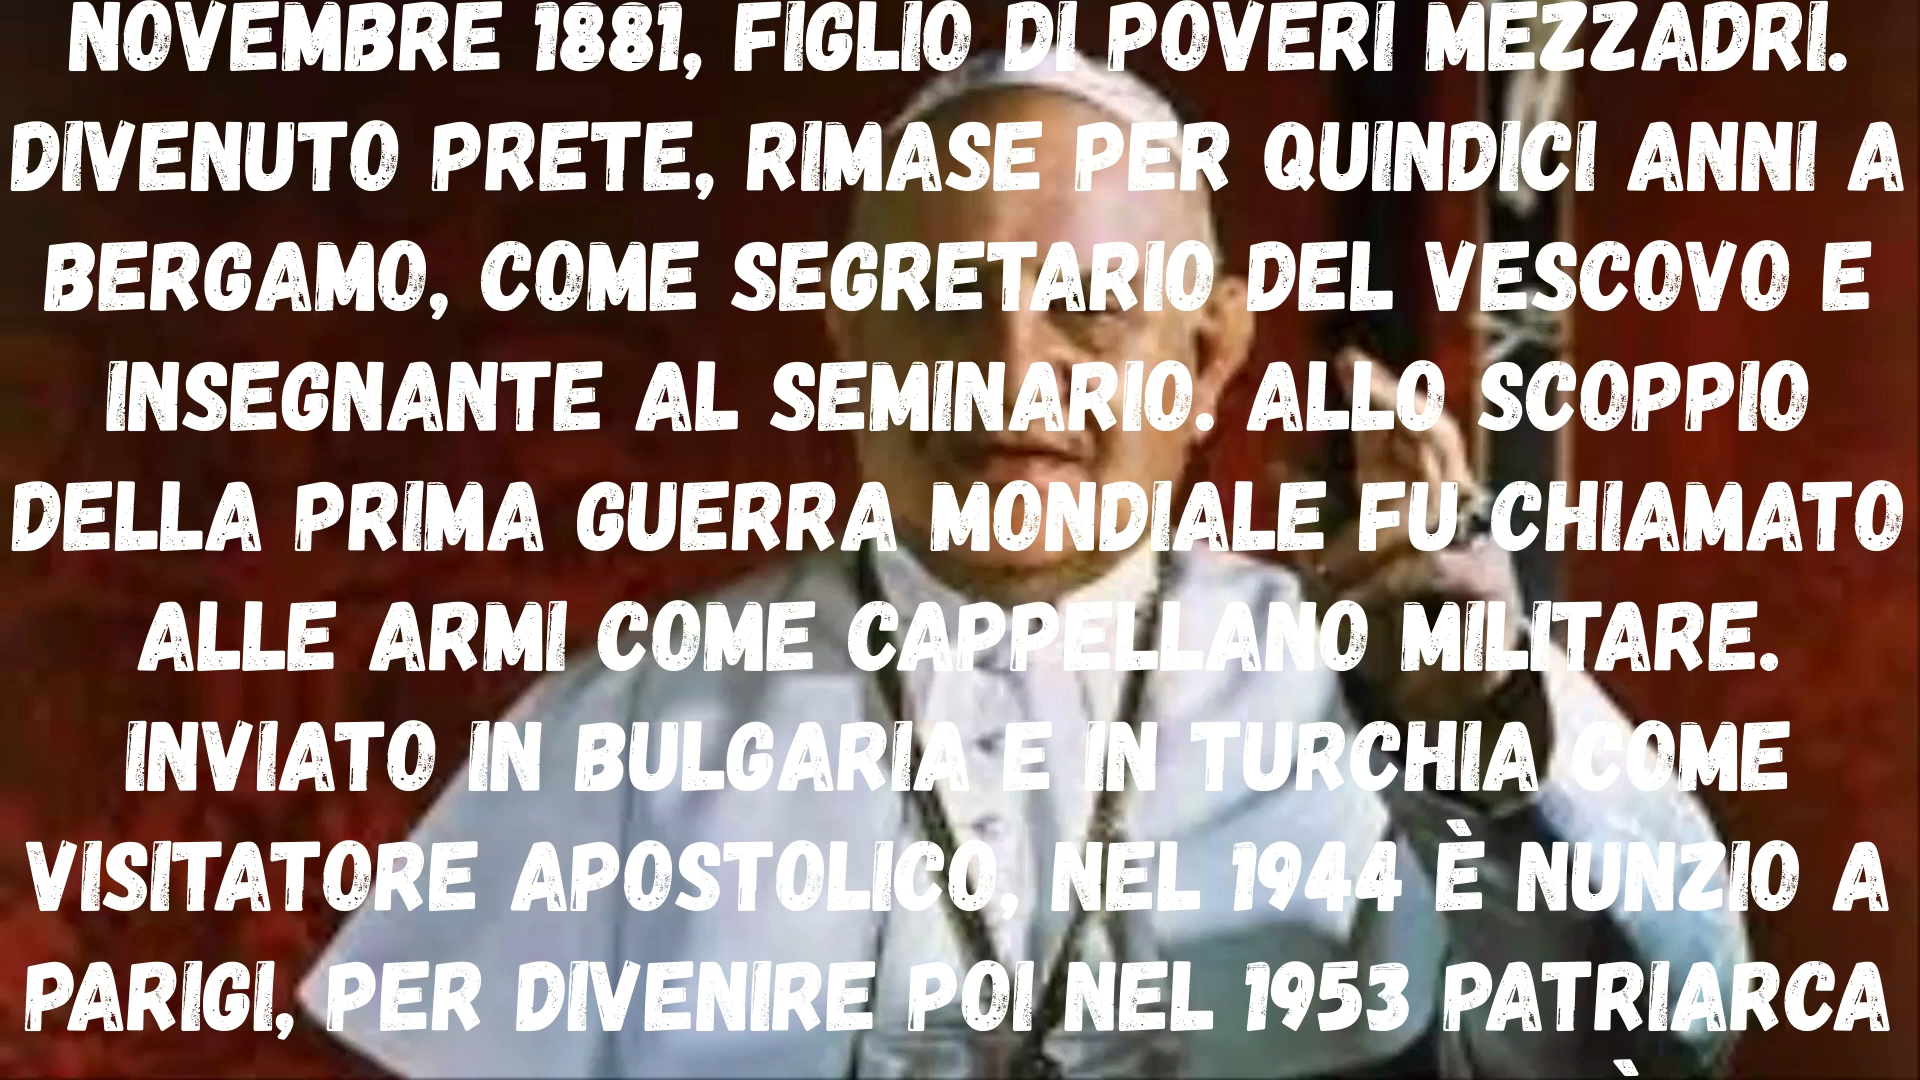 NOVEMBRE 1881, FIGLIO DI POVERI MEZZADRI.
DIVENUTO PRETE, RIMASE PER QUINDICI ANNI A
BERGAMO, COME SEGRETARIO DEL VESCOVO E
INSEGNANTE AL SEMINARIO. ALLO SCOPPIO
DELLA PRIMA GUERRA MONDIALE FU CHIAMATO
ALLE ARMI COME CAPPELLANO MILITARE.
INVIATO IN BULGARIA E IN TURCHIA COME
VISITATORE APOSTOLICO, NEL 1944 È NUNZIO A
PARIGI, PER DIVENIRE POI NEL 1953 PATRIARCA